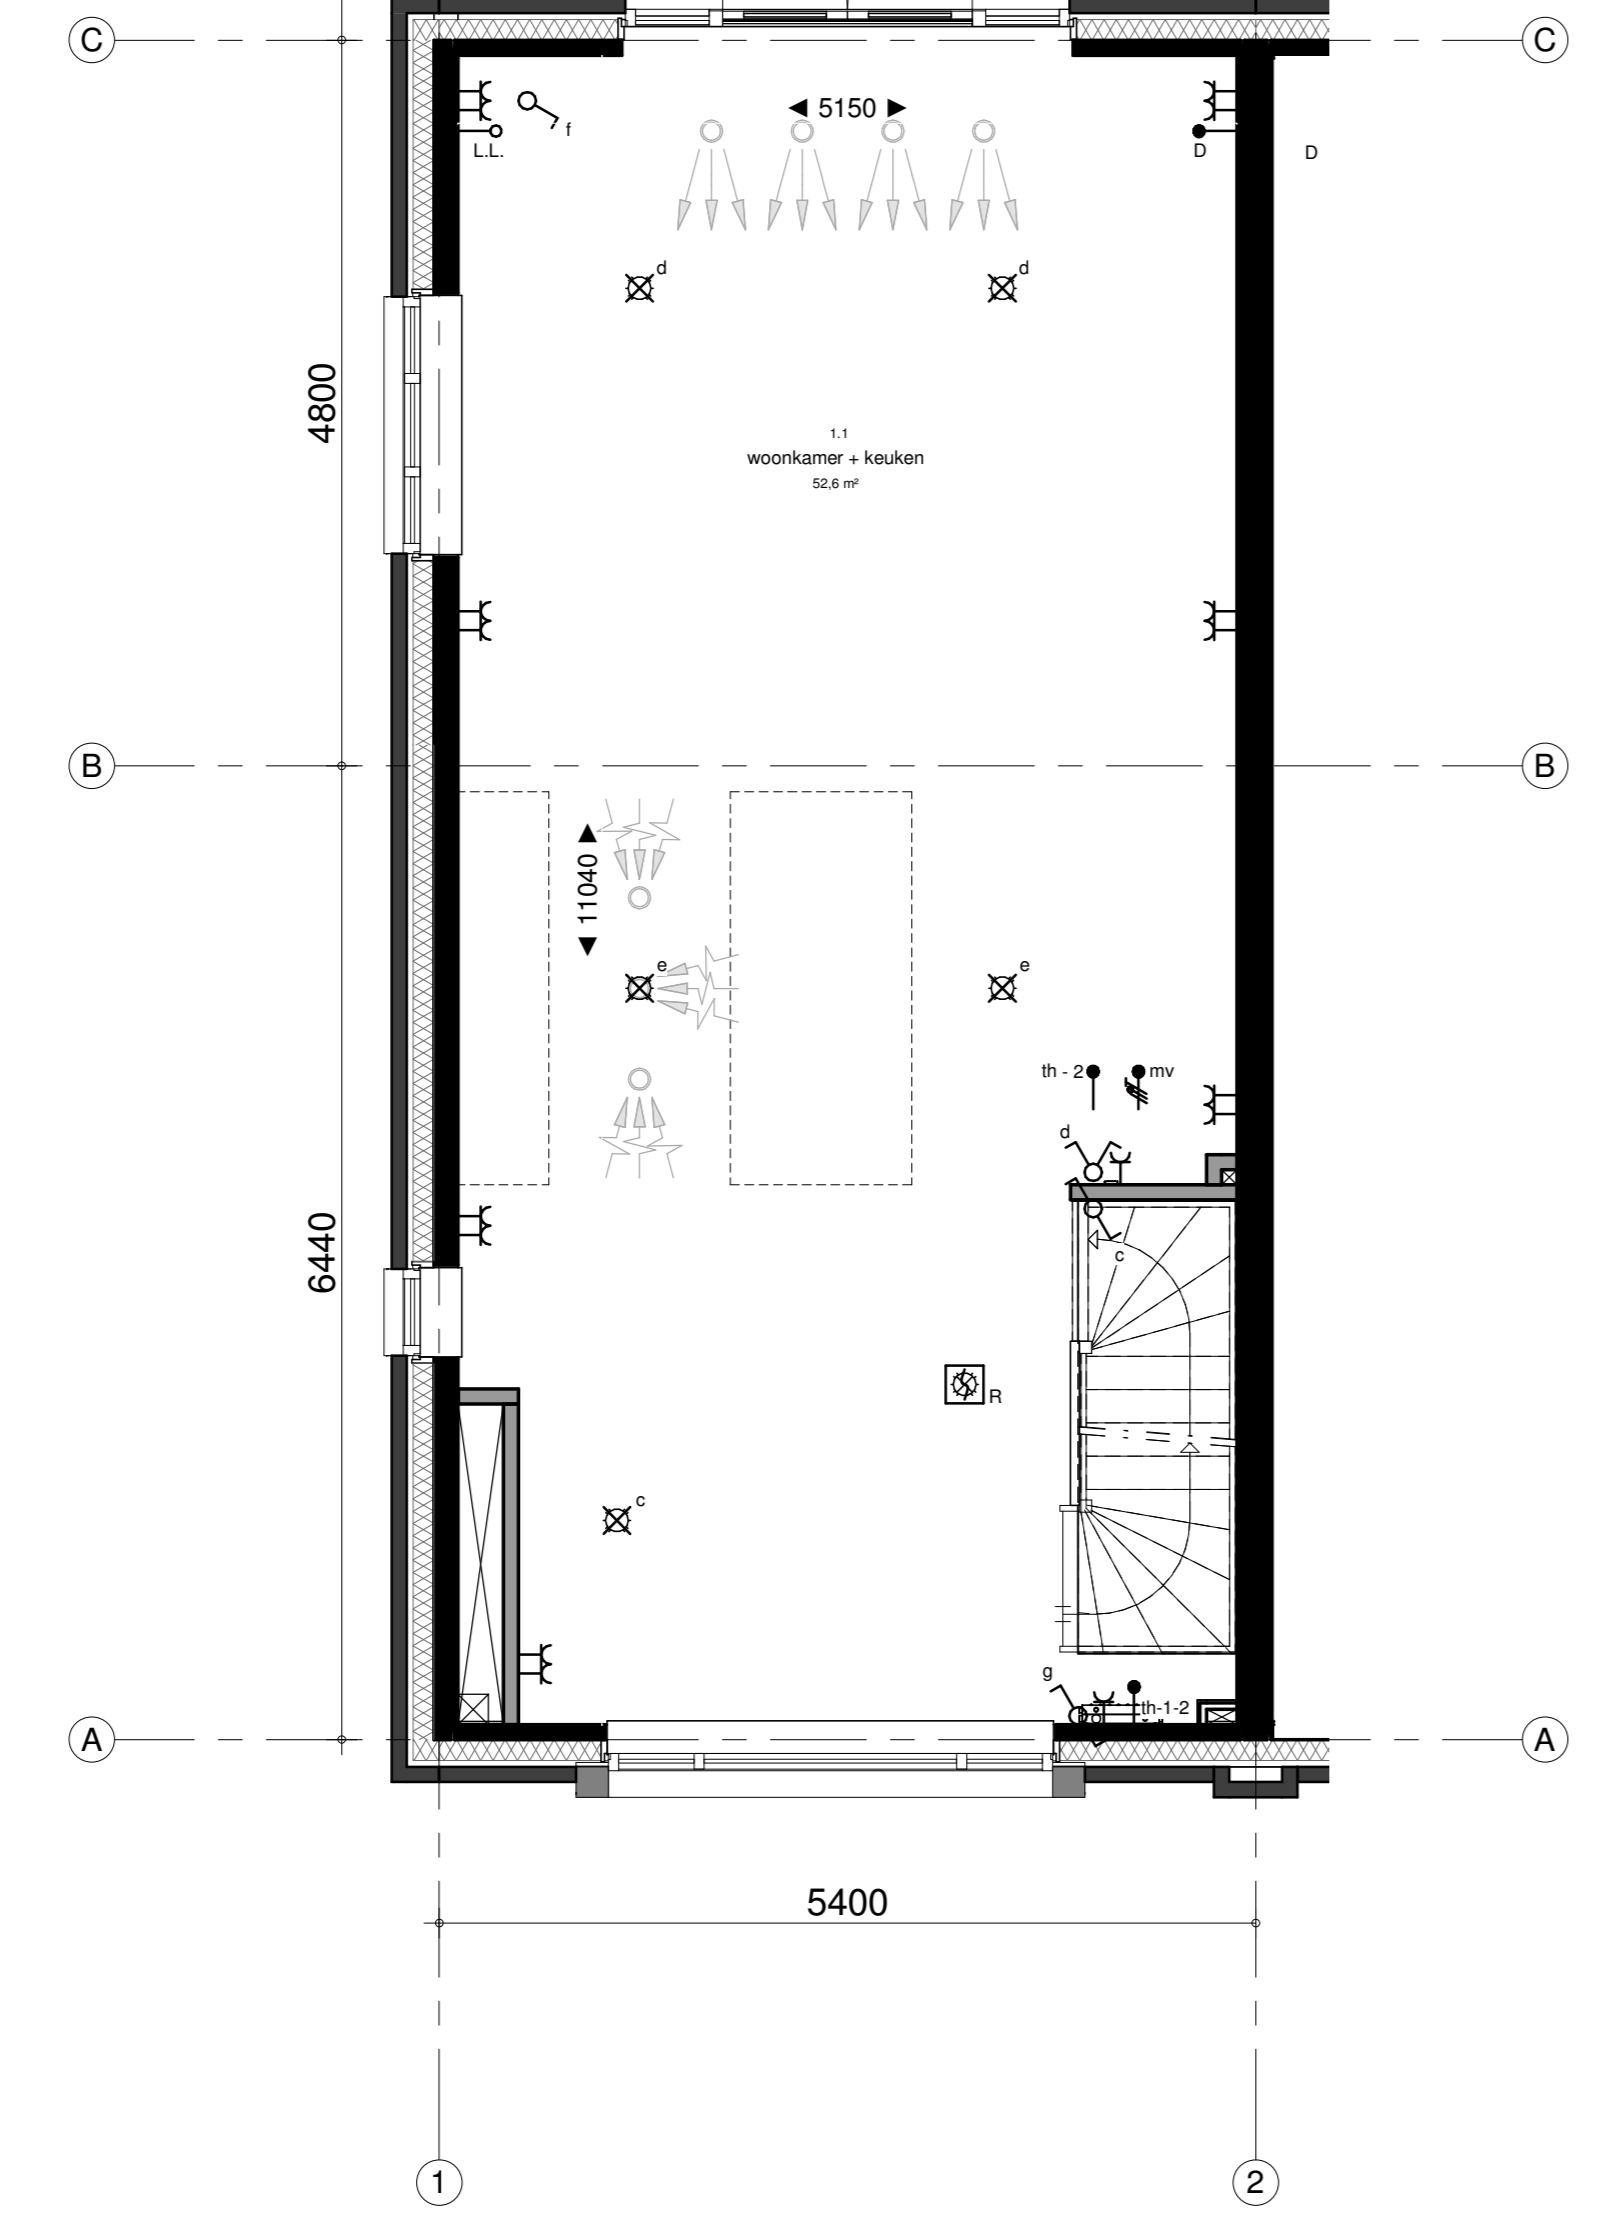 C
C
f
5150
L.L.
D
D
d
d
4800
1.1
woonkamer + keuken
52,6 m²
B
B
11040
e
e
th - 2
mv
d
6440
c
R
c
g
th-1-2
A
A
5400
1
2